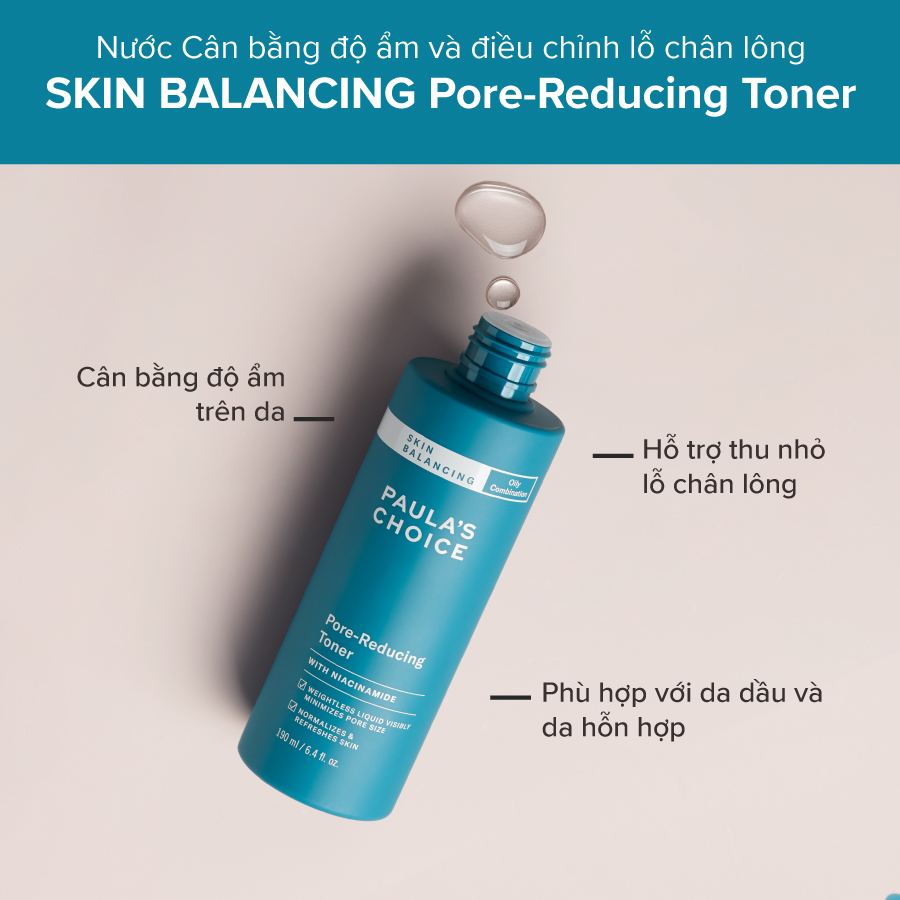 Nước Cân bằng độ ẩm và điều chỉnh lỗ chân lông
SKIN BALANCING Pore-Reducing Toner
Cân bằng độ ẩm
trên da
Hỗ trợ thu nhỏ
lỗ chân lông
Phù hợp với da dầu và
da hỗn hợp
SKIN
BALANCING
Oily
Combination
PAULA'S
CHOICE
Pore-Reducing
Toner
WITH NIACINAMIDE
WEIGHTLESS LIQUID VISIBLY
MINIMIZES PORE SIZE
NORMALIZES &
REFRESHES SKIN
190 ml / 6.4 fl. oz.